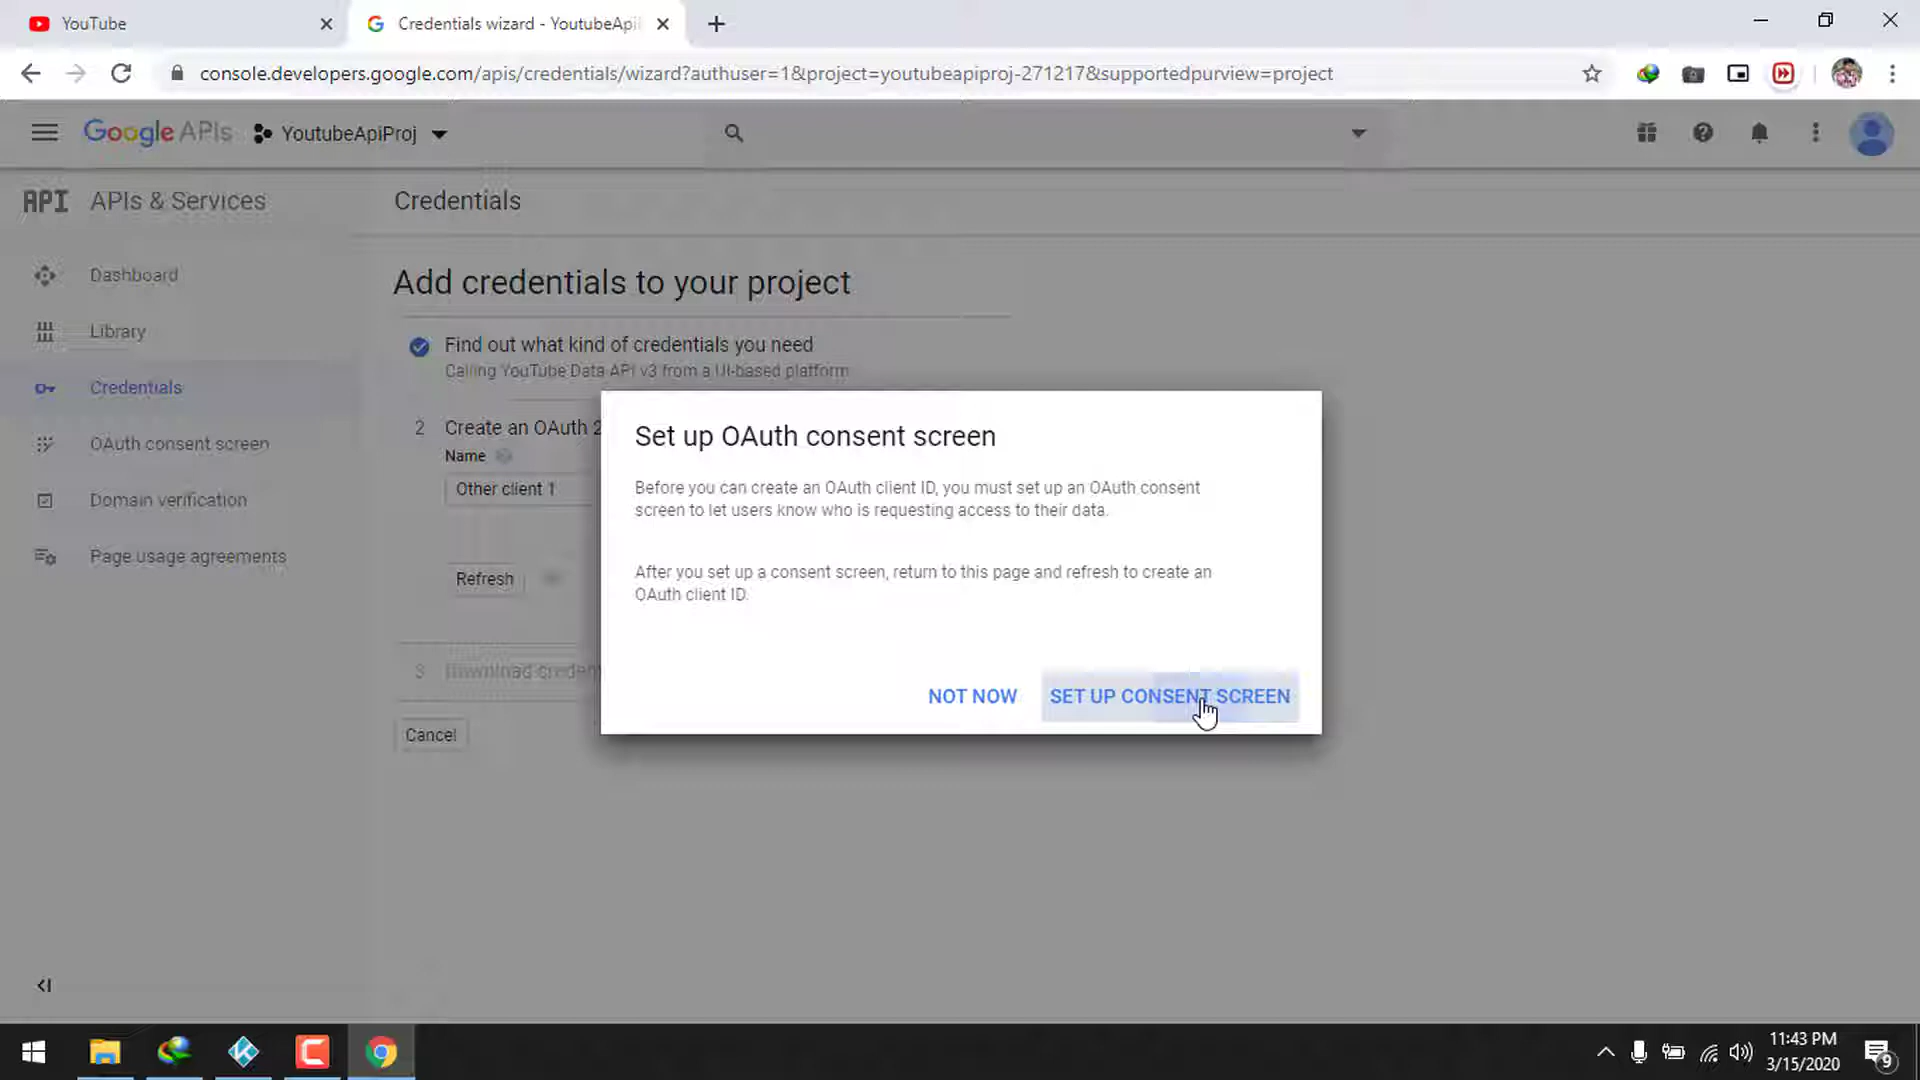 YouTube
Credentials wizard - YoutubeApi
console.developers.google.com/apis/credentials/wizard?authuser=1&project=youtubeapiproj-271217&supportedpurview=project
Google APIs
YoutubeApiProj
API
APIs & Services
Credentials
Dashboard
Library
Credentials
OAuth consent screen
Domain verification
Page usage agreements
Add credentials to your project
Find out what kind of credentials you need
Calling YouTube Data API v3 from a UI-based platform
2 Create an OAuth 2
Name
Other client 1
Refresh
3 Download creden
Cancel
Set up OAuth consent screen
Before you can create an OAuth client ID, you must set up an OAuth consent
screen to let users know who is requesting access to their data.
After you set up a consent screen, return to this page and refresh to create an
OAuth client ID.
NOT NOW
SET UP CONSENT SCREEN
11:43 PM
3/15/2020
9